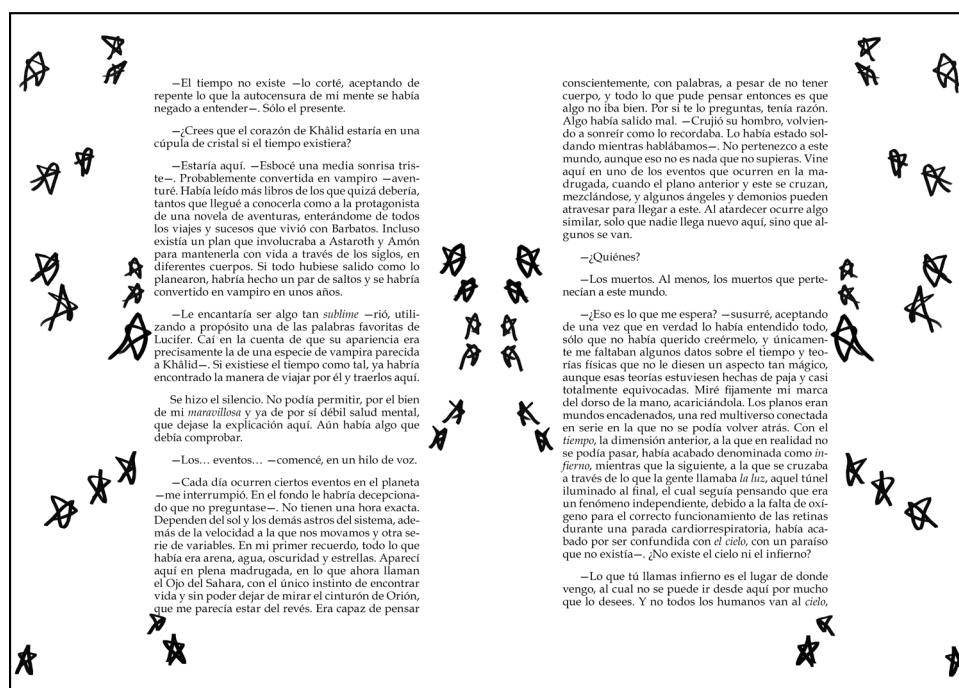 —El tiempo no existe —lo corté, aceptando de
repente lo que la autocensura de mi mente se había
negado a entender—. Sólo el presente.
—¿Crees que el corazón de Khâlid estaría en una
cúpula de cristal si el tiempo existiera?
—Estaría aquí. —Esbocé una media sonrisa tris-
te—. Probablemente convertida en vampiro —aven-
turé. Había leído más libros de los que quizá debería,
tantos que llegué a conocerla como a la protagonista
de una novela de aventuras, enterándome de todos
los viajes y sucesos que vivió con Barbatos. Incluso
existía un plan que involucraba a Astaroth y Amón
para mantenerla con vida a través de los siglos, en
diferentes cuerpos. Si todo hubiese salido como lo
planearon, habría hecho un par de saltos y se habría
convertido en vampiro en unos años.
—Le encantaría ser algo tan sublime —rió, utili-
zando a propósito una de las palabras favoritas de
Lucifer. Caí en la cuenta de que su apariencia era
precisamente la de una especie de vampira parecida
a Khâlid—. Si existiese el tiempo como tal, ya habría
encontrado la manera de viajar por él y traerlos aquí.
Se hizo el silencio. No podía permitir, por el bien
de mi maravillosa y ya de por sí débil salud mental,
que dejase la explicación aquí. Aún había algo que
debía comprobar.
—Los… eventos… —comencé, en un hilo de voz.
—Cada día ocurren ciertos eventos en el planeta
—me interrumpió. En el fondo le habría decepciona-
do que no preguntase—. No tienen una hora exacta.
Dependen del sol y los demás astros del sistema, ade-
más de la velocidad a la que nos movamos y otra se-
rie de variables. En mi primer recuerdo, todo lo que
había era arena, agua, oscuridad y estrellas. Aparecí
aquí en plena madrugada, en lo que ahora llaman
el Ojo del Sahara, con el único instinto de encontrar
vida y sin poder dejar de mirar el cinturón de Orión,
que me parecía estar del revés. Era capaz de pensar
conscientemente, con palabras, a pesar de no tener
cuerpo, y todo lo que pude pensar entonces es que
algo no iba bien. Por si te lo preguntas, tenía razón.
Algo había salido mal. —Crujió su hombro, volvien-
do a sonreír como lo recordaba. Lo había estado sol-
dando mientras hablábamos—. No pertenezco a este
mundo, aunque eso no es nada que no supieras. Vine
aquí en uno de los eventos que ocurren en la ma-
drugada, cuando el plano anterior y este se cruzan,
mezclándose, y algunos ángeles y demonios pueden
atravesar para llegar a este. Al atardecer ocurre algo
similar, solo que nadie llega nuevo aquí, sino que al-
gunos se van.
—¿Quiénes?
—Los muertos. Al menos, los muertos que perte-
necían a este mundo.
—¿Eso es lo que me espera? —susurré, aceptando
de una vez que en verdad lo había entendido todo,
sólo que no había querido creérmelo, y únicamen-
te me faltaban algunos datos sobre el tiempo y teo-
rías físicas que no le diesen un aspecto tan mágico,
aunque esas teorías estuviesen hechas de paja y casi
totalmente equivocadas. Miré fijamente mi marca
del dorso de la mano, acariciándola. Los planos eran
mundos encadenados, una red multiverso conectada
en serie en la que no se podía volver atrás. Con el
tiempo, la dimensión anterior, a la que en realidad no
se podía pasar, había acabado denominada como in-
fierno, mientras que la siguiente, a la que se cruzaba
a través de lo que la gente llamaba la luz, aquel túnel
iluminado al final, el cual seguía pensando que era
un fenómeno independiente, debido a la falta de oxí-
geno para el correcto funcionamiento de las retinas
durante una parada cardiorrespiratoria, había aca-
bado por ser confundida con el cielo, con un paraíso
que no existía—. ¿No existe el cielo ni el infierno?
—Lo que tú llamas infierno es el lugar de donde
vengo, al cual no se puede ir desde aquí por mucho
que lo desees. Y no todos los humanos van al cielo,